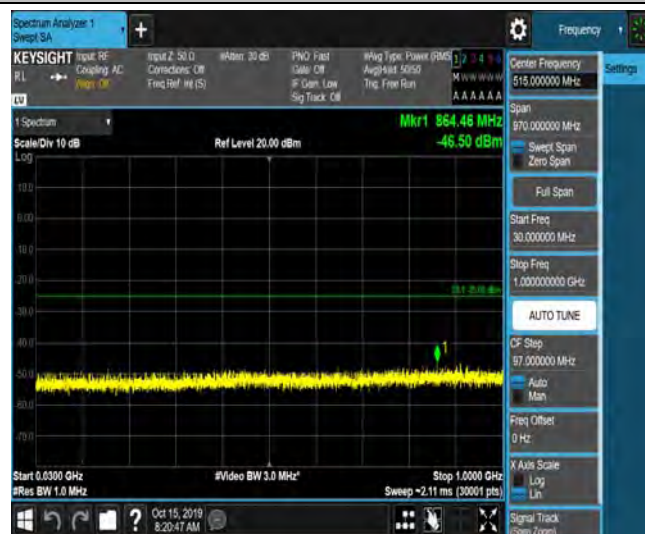 Spectrum Analyzer 1
Swept SA
+
Frequency
KEYSIGHT
RL
Input: RF
Coupling: AC
Align: Off
Input Z: 50 Ω
Corrections: Off
Freq Ref: Int (S)
#Atten: 30 dB
PNO: Fast
Gate: Off
IF Gain: Low
Sig Track: Off
#Avg Type: Power (RMS)
Avg|Hold: 50/50
Trig: Free Run
1 2 3 4 5 6
M W W W W W
A A A A A A
LW
1 Spectrum
Scale/Div 10 dB
Log
Ref Level 20.00 dBm
Mkr1 864.46 MHz
-46.50 dBm
10.0
0.00
-10.0
-20.0
-50.0
-60.0
-70.0
1
Start 0.0300 GHz
#Res BW 1.0 MHz
#Video BW 3.0 MHz*
Stop 1.0000 GHz
Sweep ~2.11 ms (30001 pts)
Center Frequency
515.000000 MHz
Settings
Span
970.000000 MHz
Swept Span
Zero Span
Full Span
Start Freq
30.000000 MHz
Stop Freq
1.000000000 GHz
AUTO TUNE
CF Step
97.000000 MHz
Auto
Man
Freq Offset
0 Hz
X Axis Scale
Log
Lin
Signal Track
(Span Zoom)
?
Oct 15, 2019
8:20:47 AM